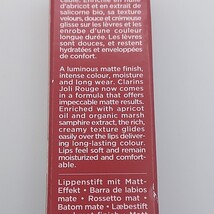 d'abricot et en extrait de
salicorne bio, sa texture
velours, douce et crémeuse
glisse sur les lèvres et les
enrobe d'une couleur
longue durée. Les lèvres
sont douces, et restent
hydratées et enveloppées
de confort.
A luminous matte finish,
intense colour, moisture
and long wear. Clarins
Joli Rouge now comes
in a formula that offers
impeccable matte results.
Enriched with apricot
oil and organic marsh
samphire extract, the rich,
creamy texture glides
easily over the lips delivering
long-lasting colour.
Lips feel soft and remain
moisturized and comfortable.
Lippenstift mit Matt-
Effekt • Barra de labios
mate • Rossetto mat •
Batom mate • Læbestift